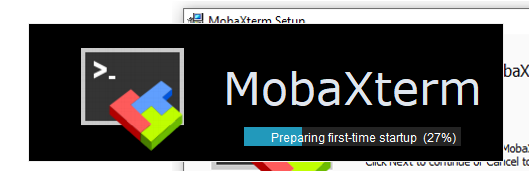 MobaXterm Setup
>_
MobaXterm
Preparing first-time startup (27%)
Click Next to continue or Cancel to